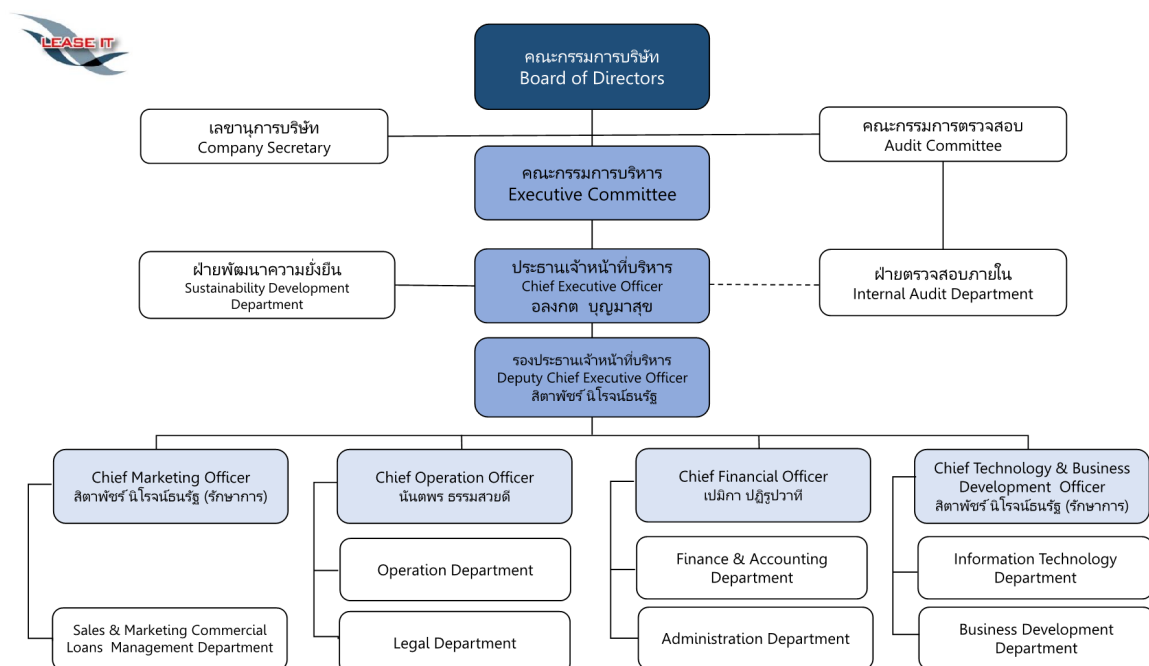 LEASE IT
คณะกรรมการบริษัท
Board of Directors
เลขานุการบริษัท
Company Secretary
คณะกรรมการตรวจสอบ
Audit Committee
คณะกรรมการบริหาร
Executive Committee
ฝ่ายพัฒนาความยั่งยืน
Sustainability Development
Department
ประธานเจ้าหน้าที่บริหาร
Chief Executive Officer
อลงกต บุญมาสุข
ฝ่ายตรวจสอบภายใน
Internal Audit Department
รองประธานเจ้าหน้าที่บริหาร
Deputy Chief Executive Officer
สิตาพัชร์ นิโรจน์ธนรัฐ
Chief Marketing Officer
สิตาพัชร์ นิโรจน์ธนรัฐ (รักษาการ)
Chief Operation Officer
นันตพร ธรรมสวยดี
Chief Financial Officer
เปมิกา ปฏิรูปวาที
Chief Technology & Business
Development Officer
สิตาพัชร์ นิโรจน์ธนรัฐ (รักษาการ)
Operation Department
Finance & Accounting
Department
Information Technology
Department
Sales & Marketing Commercial
Loans Management Department
Legal Department
Administration Department
Business Development
Department